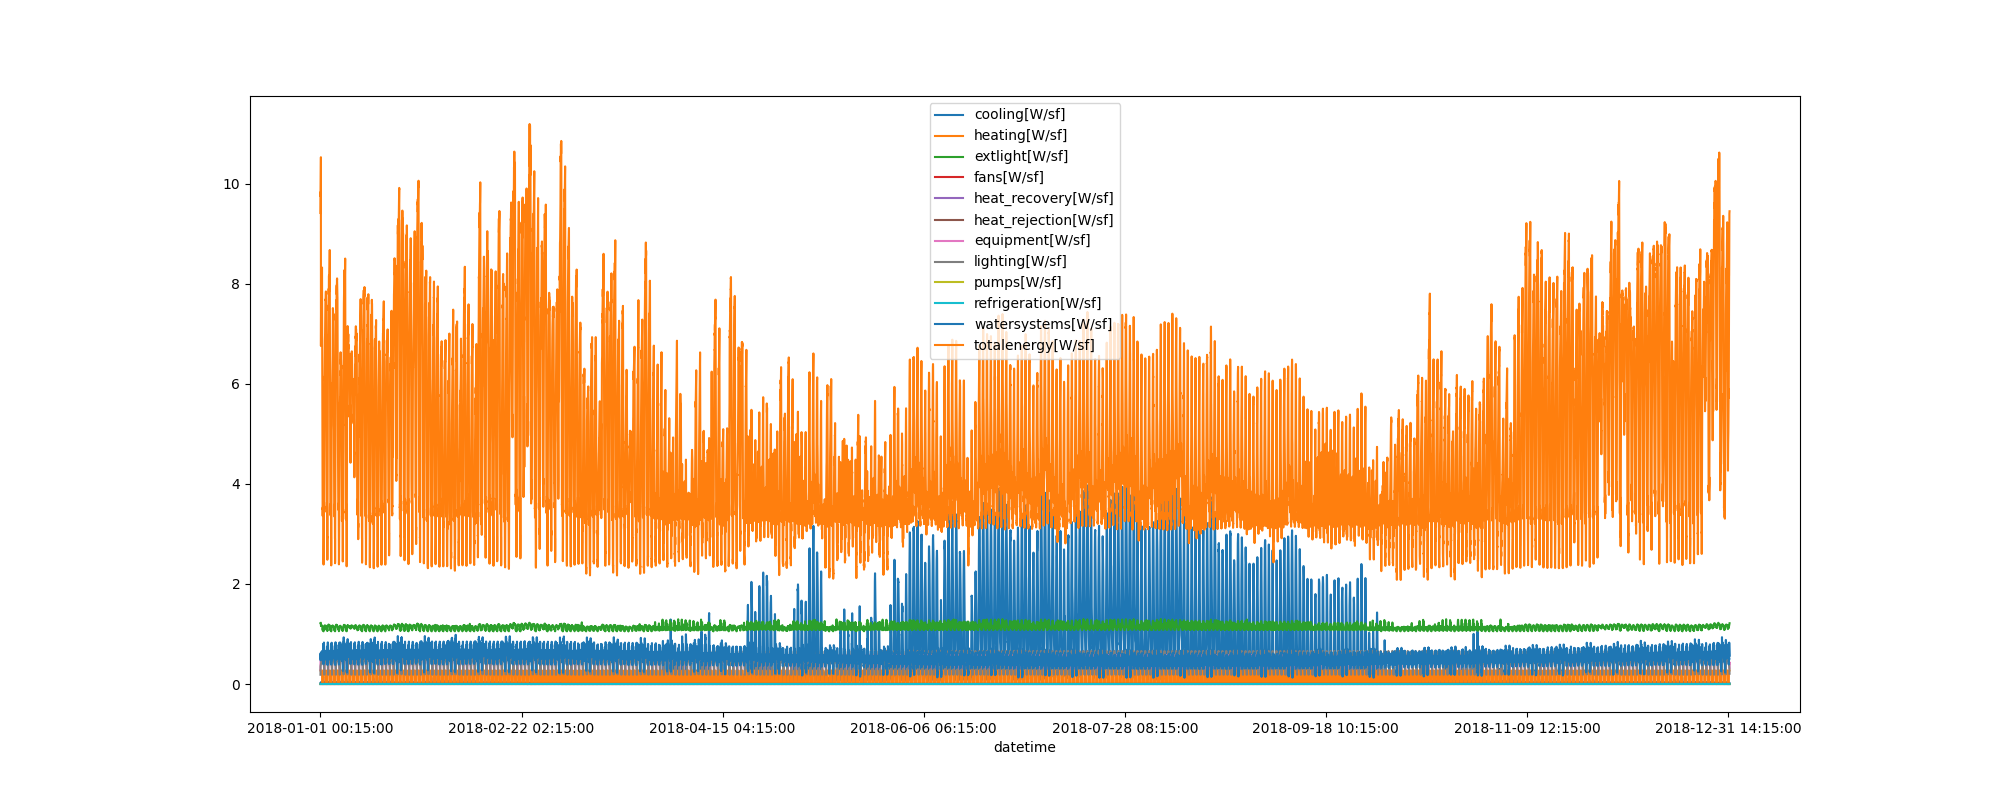 cooling[W/sf]
heating[W/sf]
extlight[W/sf]
fans[W/sf]
heat_recovery[W/sf]
heat_rejection[W/sf]
equipment[W/sf]
lighting[W/sf]
pumps[W/sf]
refrigeration[W/sf]
watersystems[W/sf]
totalenergy[W/sf]
10
8
6
4
2
0
2018-01-01 00:15:00 2018-02-22 02:15:00 2018-04-15 04:15:00 2018-06-06 06:15:00 2018-07-28 08:15:00 2018-09-18 10:15:00 2018-11-09 12:15:00 2018-12-31 14:15:00
datetime